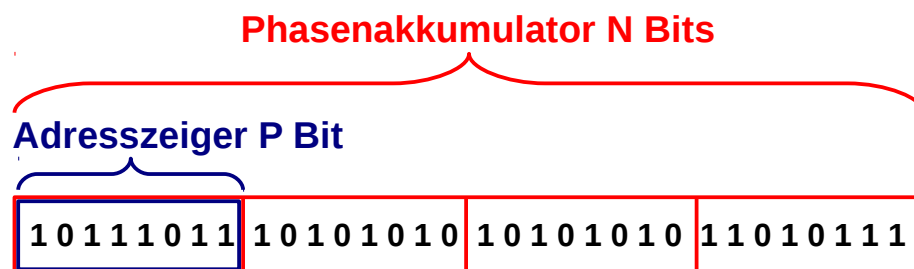 Phasenakkumulator N Bits
Adresszeiger P Bit
1 0 1 1 1 0 1 1 1 0 1 0 1 0 1 0 1 0 1 0 1 0 1 0 1 1 0 1 0 1 1 1